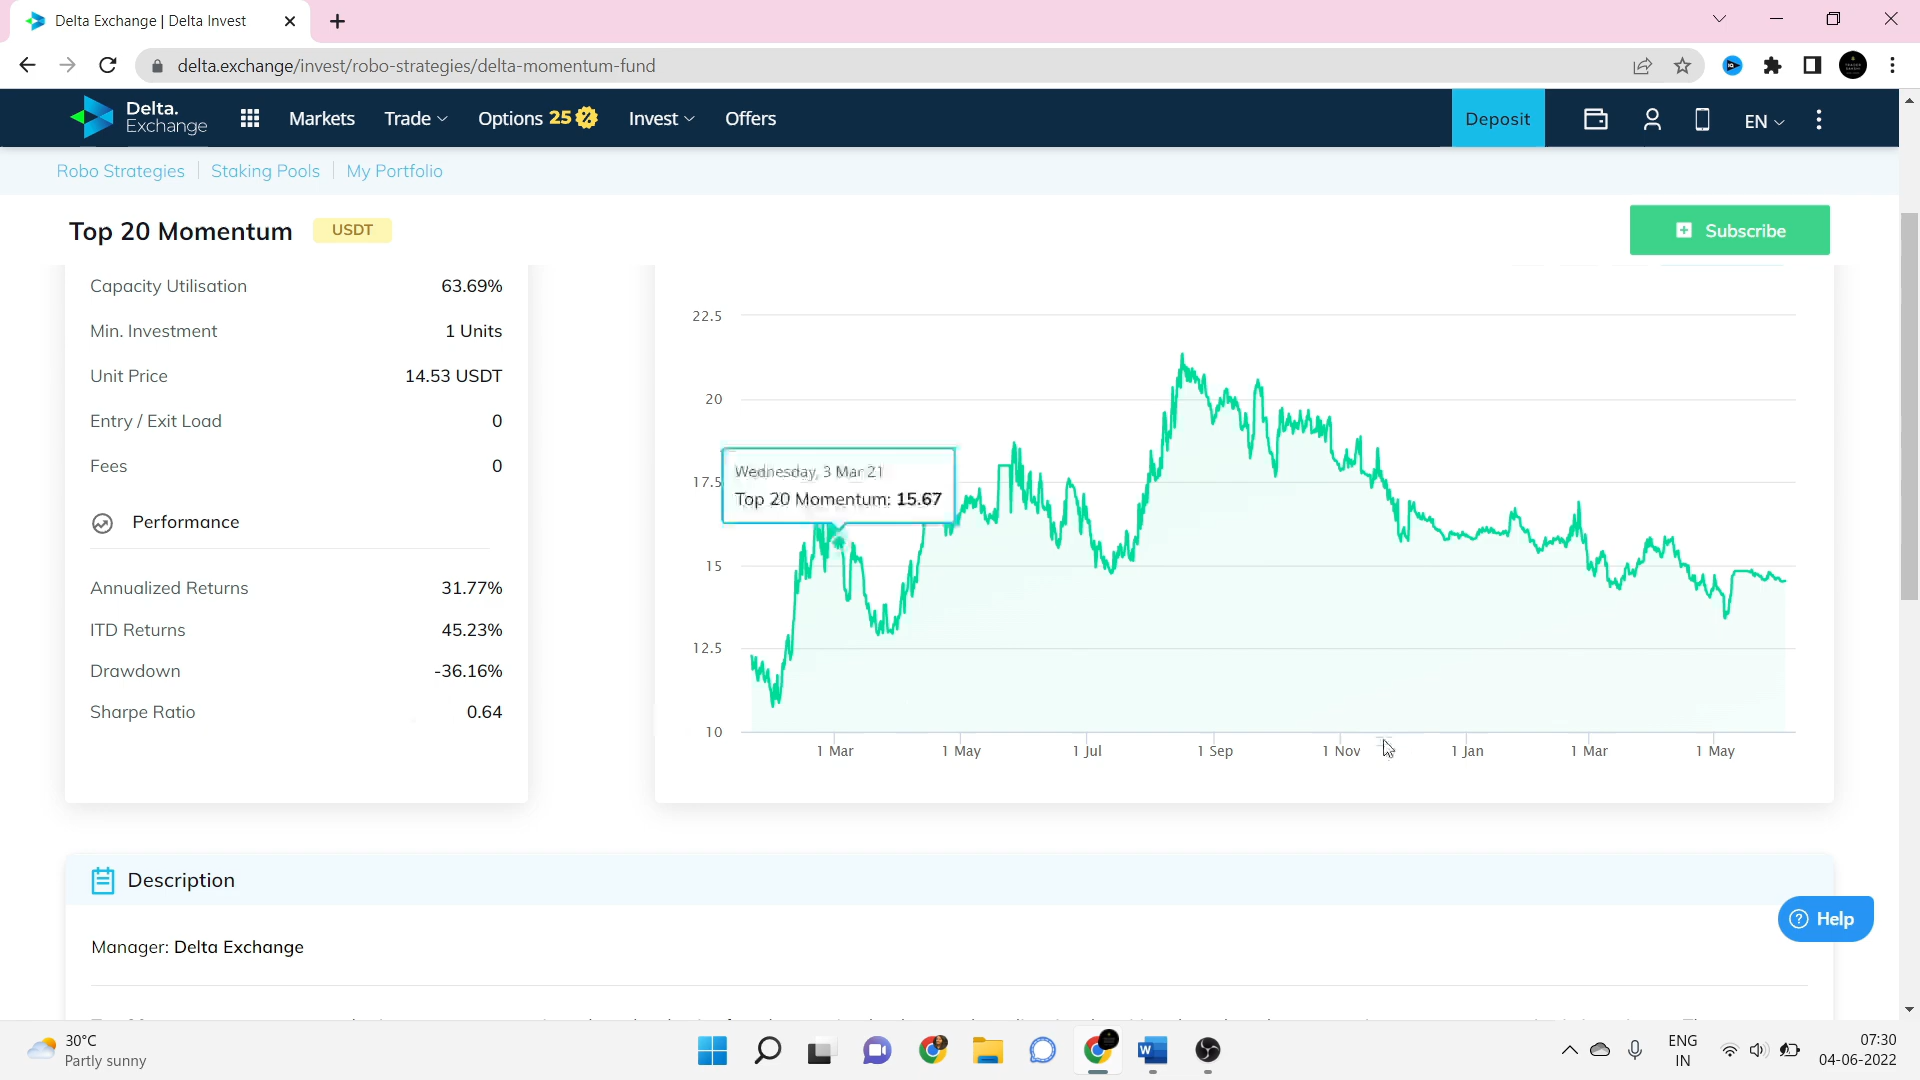 Delta Exchange | Delta Invest
delta.exchange/invest/robo-strategies/delta-momentum-fund
Delta.
Exchange
Markets
Trade
Options 25
Invest
Offers
Deposit
EN
Robo Strategies
Staking Pools
My Portfolio
Top 20 Momentum
USDT
Subscribe
Capacity Utilisation 63.69%
Min. Investment 1 Units
Unit Price 14.53 USDT
Entry / Exit Load 0
Fees 0
Performance
Annualized Returns 31.77%
ITD Returns 45.23%
Drawdown -36.16%
Sharpe Ratio 0.64
22.5
20
17.5
15
12.5
10
Wednesday, 3 Mar 21
Top 20 Momentum: 15.67
1 Mar 1 May 1 Jul 1 Sep 1 Nov 1 Jan 1 Mar 1 May
Description
Manager: Delta Exchange
Help
30°C
Partly sunny
ENG
IN
07:30
04-06-2022